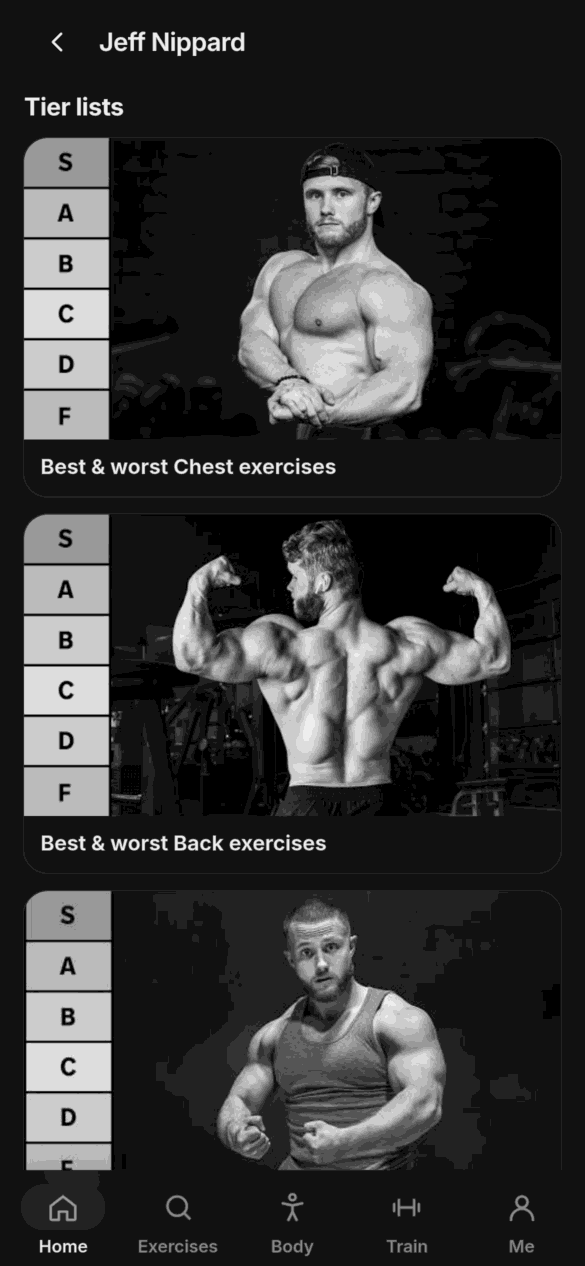 Jeff Nippard
Tier lists
S
A
B
C
D
F
Best & worst Chest exercises
S
A
B
C
D
F
Best & worst Back exercises
S
A
B
C
D
Home
Exercises
Body
Train
Me